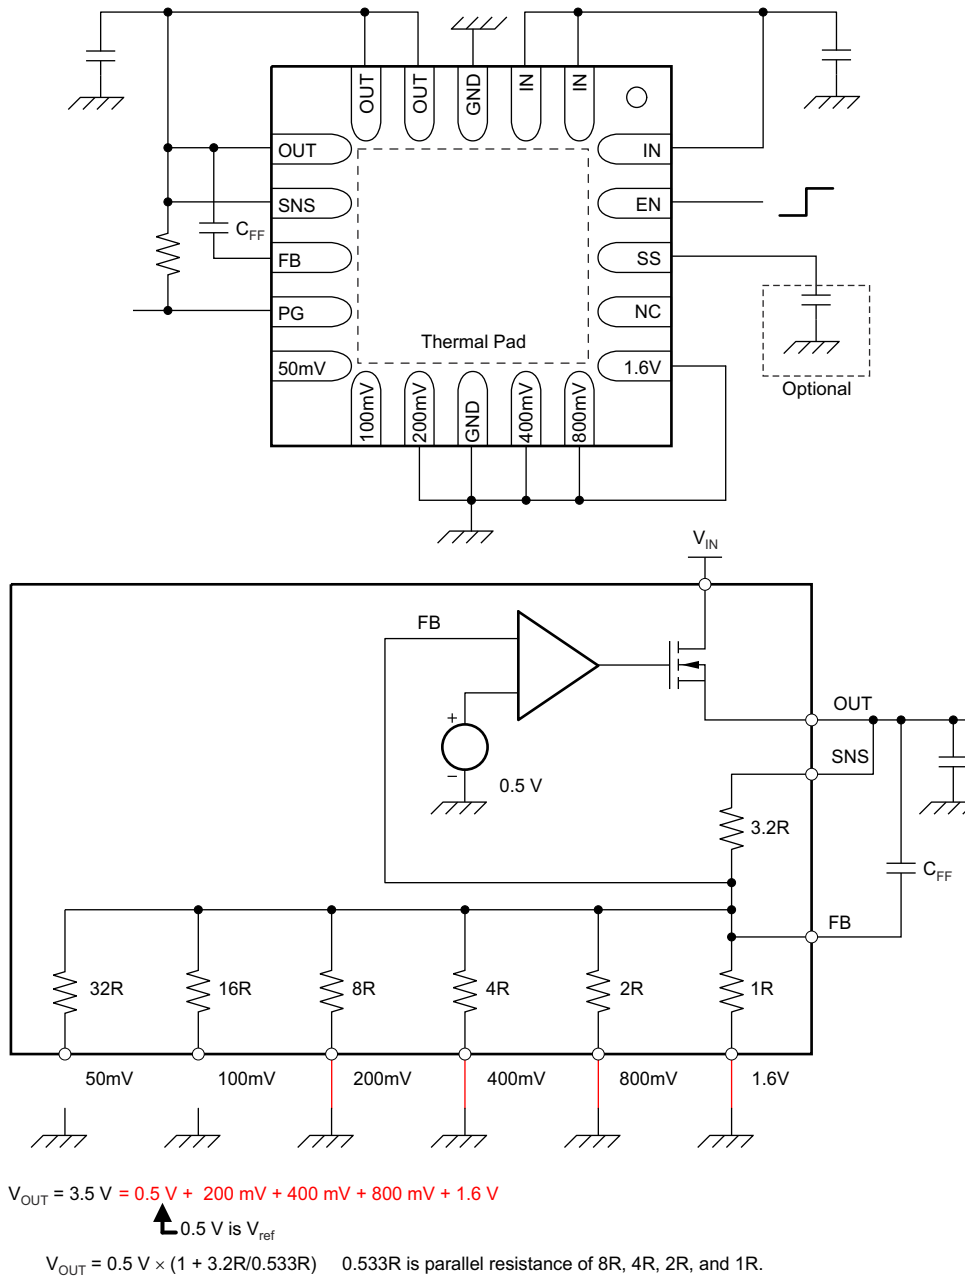 OUT OUT GND IN IN
OUT IN
SNS EN
C_FF
FB SS
PG NC
Thermal Pad
50mV 1.6V
100mV 200mV GND 400mV 800mV
Optional
V_IN
FB
OUT
+
SNS
−
0.5 V
3.2R
C_FF
FB
32R 16R 8R 4R 2R 1R
50mV 100mV 200mV 400mV 800mV 1.6V
V_OUT = 3.5 V = 0.5 V + 200 mV + 400 mV + 800 mV + 1.6 V
0.5 V is V_ref
V_OUT = 0.5 V × (1 + 3.2R/0.533R) 0.533R is parallel resistance of 8R, 4R, 2R, and 1R.